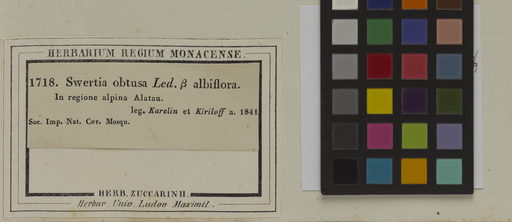 HERBARIUM REGIUM MONACENSE.
1718. Swertia obtusa Led. β albiflora.
In regione alpina Alatau.
leg. Karelin et Kiriloff a. 1841
Soc. Imp. Nat. Cur. Mosqu.
HERB. ZUCCARINII.
Herbar. Univ. Ludov. Maximil.